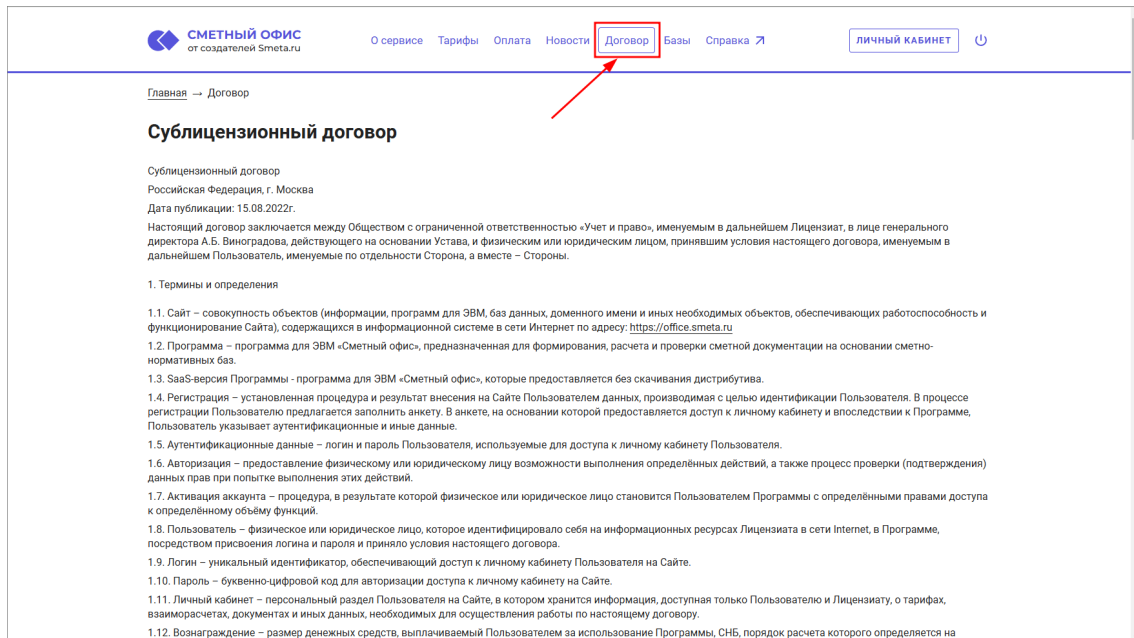 СМЕТНЫЙ ОФИС
от создателей Smeta.ru
О сервисе Тарифы Оплата Новости Договор Базы Справка
ЛИЧНЫЙ КАБИНЕТ
Главная → Договор
Сублицензионный договор
Сублицензионный договор
Российская Федерация, г. Москва
Дата публикации: 15.08.2022г.
Настоящий договор заключается между Обществом с ограниченной ответственностью «Учет и право», именуемым в дальнейшем Лицензиат, в лице генерального
директора А.Б. Виноградова, действующего на основании Устава, и физическим или юридическим лицом, принявшим условия настоящего договора, именуемым в
дальнейшем Пользователь, именуемые по отдельности Сторона, а вместе – Стороны.
1. Термины и определения
1.1. Сайт – совокупность объектов (информации, программ для ЭВМ, баз данных, доменного имени и иных необходимых объектов, обеспечивающих работоспособность и
функционирование Сайта), содержащихся в информационной системе в сети Интернет по адресу: https://office.smeta.ru
1.2. Программа – программа для ЭВМ «Сметный офис», предназначенная для формирования, расчета и проверки сметной документации на основании сметно-
нормативных баз.
1.3. SaaS-версия Программы - программа для ЭВМ «Сметный офис», которые предоставляется без скачивания дистрибутива.
1.4. Регистрация – установленная процедура и результат внесения на Сайте Пользователем данных, производимая с целью идентификации Пользователя. В процессе
регистрации Пользователю предлагается заполнить анкету. В анкете, на основании которой предоставляется доступ к личному кабинету и впоследствии к Программе,
Пользователь указывает аутентификационные и иные данные.
1.5. Аутентификационные данные – логин и пароль Пользователя, используемые для доступа к личному кабинету Пользователя.
1.6. Авторизация – предоставление физическому или юридическому лицу возможности выполнения определённых действий, а также процесс проверки (подтверждения)
данных прав при попытке выполнения этих действий.
1.7. Активация аккаунта – процедура, в результате которой физическое или юридическое лицо становится Пользователем Программы с определёнными правами доступа
к определённому объёму функций.
1.8. Пользователь – физическое или юридическое лицо, которое идентифицировало себя на информационных ресурсах Лицензиата в сети Internet, в Программе,
посредством присвоения логина и пароля и приняло условия настоящего договора.
1.9. Логин – уникальный идентификатор, обеспечивающий доступ к личному кабинету Пользователя на Сайте.
1.10. Пароль – буквенно-цифровой код для авторизации доступа к личному кабинету на Сайте.
1.11. Личный кабинет – персональный раздел Пользователя на Сайте, в котором хранится информация, доступная только Пользователю и Лицензиату, о тарифах,
взаиморасчетах, документах и иных данных, необходимых для осуществления работы по настоящему договору.
1.12. Вознаграждение – размер денежных средств, выплачиваемый Пользователем за использование Программы, СНБ, порядок расчета которого определяется на